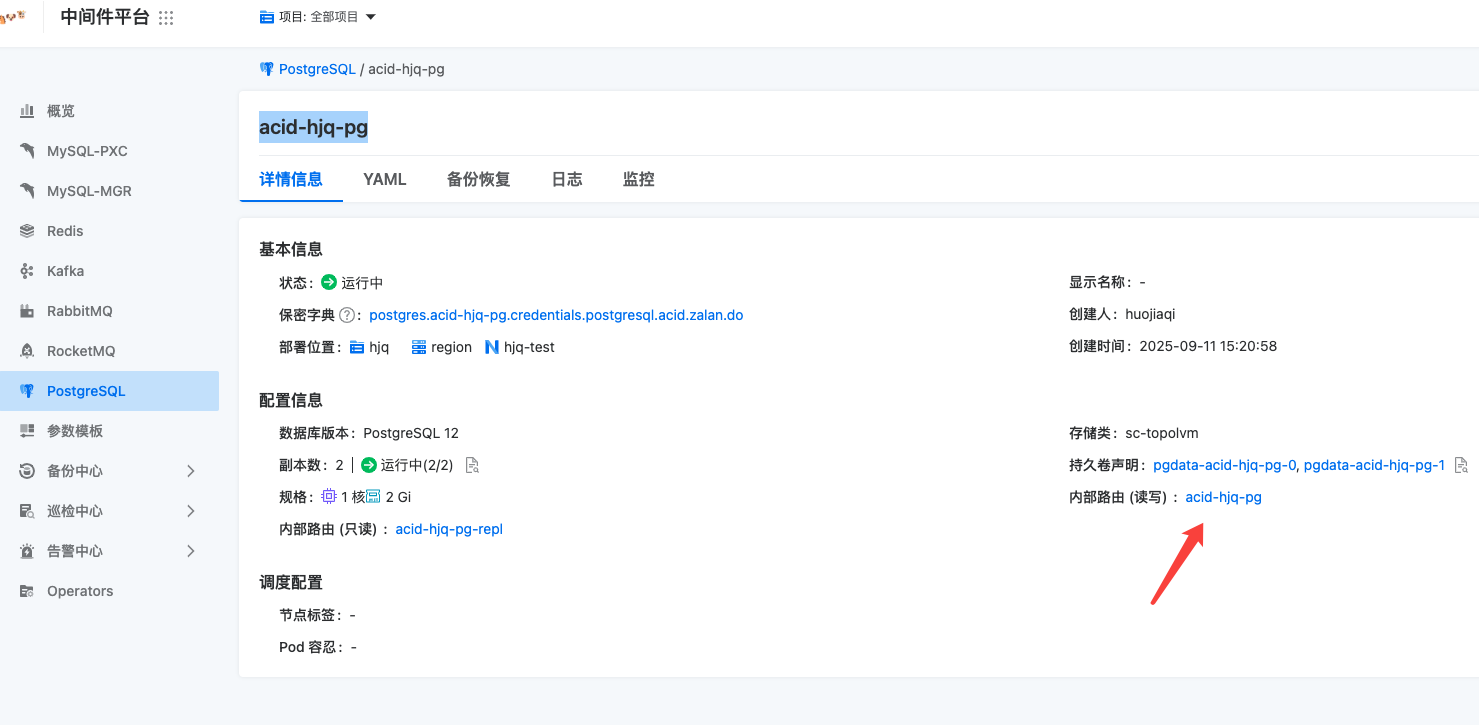 中间件平台
项目: 全部项目
PostgreSQL / acid-hjq-pg
概览
MySQL-PXC
MySQL-MGR
Redis
Kafka
RabbitMQ
RocketMQ
PostgreSQL
参数模板
备份中心
巡检中心
告警中心
Operators
acid-hjq-pg
详情信息 YAML 备份恢复 日志 监控
基本信息
状态： 运行中
显示名称： -
保密字典 ?： postgres.acid-hjq-pg.credentials.postgresql.acid.zalan.do
创建人： huojiaqi
部署位置： hjq region hjq-test
创建时间： 2025-09-11 15:20:58
配置信息
数据库版本： PostgreSQL 12
存储类： sc-topolvm
副本数： 2 | 运行中(2/2)
持久卷声明： pgdata-acid-hjq-pg-0, pgdata-acid-hjq-pg-1
规格： 1 核 2 Gi
内部路由 (读写) ： acid-hjq-pg
内部路由 (只读) ： acid-hjq-pg-repl
调度配置
节点标签： -
Pod 容忍： -